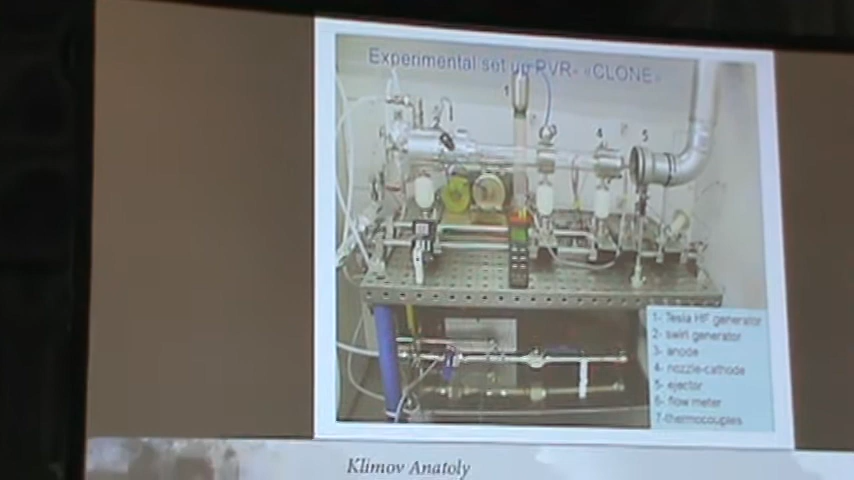 Experimental set up PVR- «CLONE»
1
2
3
4
5
1- Tesla HF generator
2- swirl generator
3- anode
4- nozzle-cathode
5- ejector
6- flow meter
7-thermocouples
Klimov Anatoly